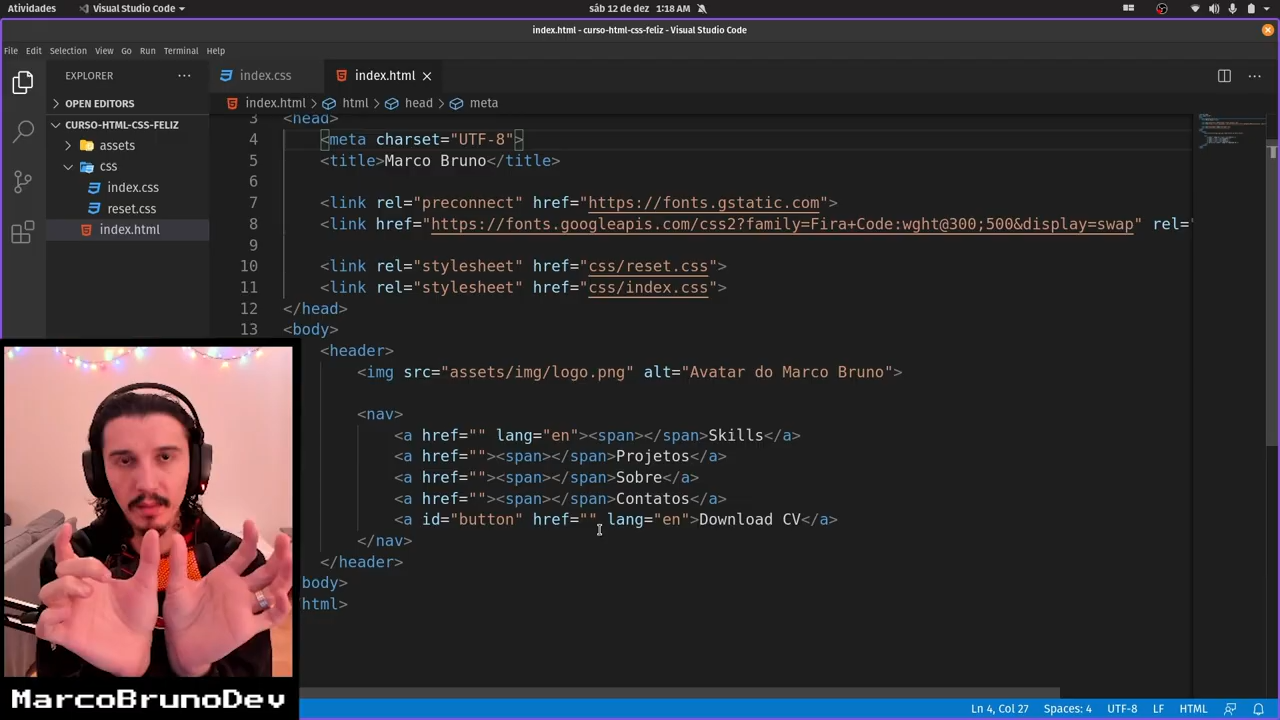 Atividades
Visual Studio Code
sáb 12 de dez 1:18 AM
index.html - curso-html-css-feliz - Visual Studio Code
File Edit Selection View Go Run Terminal Help
EXPLORER
index.css
index.html
OPEN EDITORS
index.html > html > head > meta
CURSO-HTML-CSS-FELIZ
assets
css
index.css
reset.css
index.html
3 <head>
4 <meta charset="UTF-8">
5 <title>Marco Bruno</title>
6
7 <link rel="preconnect" href="https://fonts.gstatic.com">
8 <link href="https://fonts.googleapis.com/css2?family=Fira+Code:wght@300;500&display=swap" rel="
9
10 <link rel="stylesheet" href="css/reset.css">
11 <link rel="stylesheet" href="css/index.css">
12 </head>
13 <body>
<header>
<img src="assets/img/logo.png" alt="Avatar do Marco Bruno">
<nav>
<a href="" lang="en"><span></span>Skills</a>
<a href=""><span></span>Projetos</a>
<a href=""><span></span>Sobre</a>
<a href=""><span></span>Contatos</a>
<a id="button" href="" lang="en">Download CV</a>
</nav>
</header>
body>
html>
MarcoBrunoDev
Ln 4, Col 27 Spaces: 4 UTF-8 LF HTML